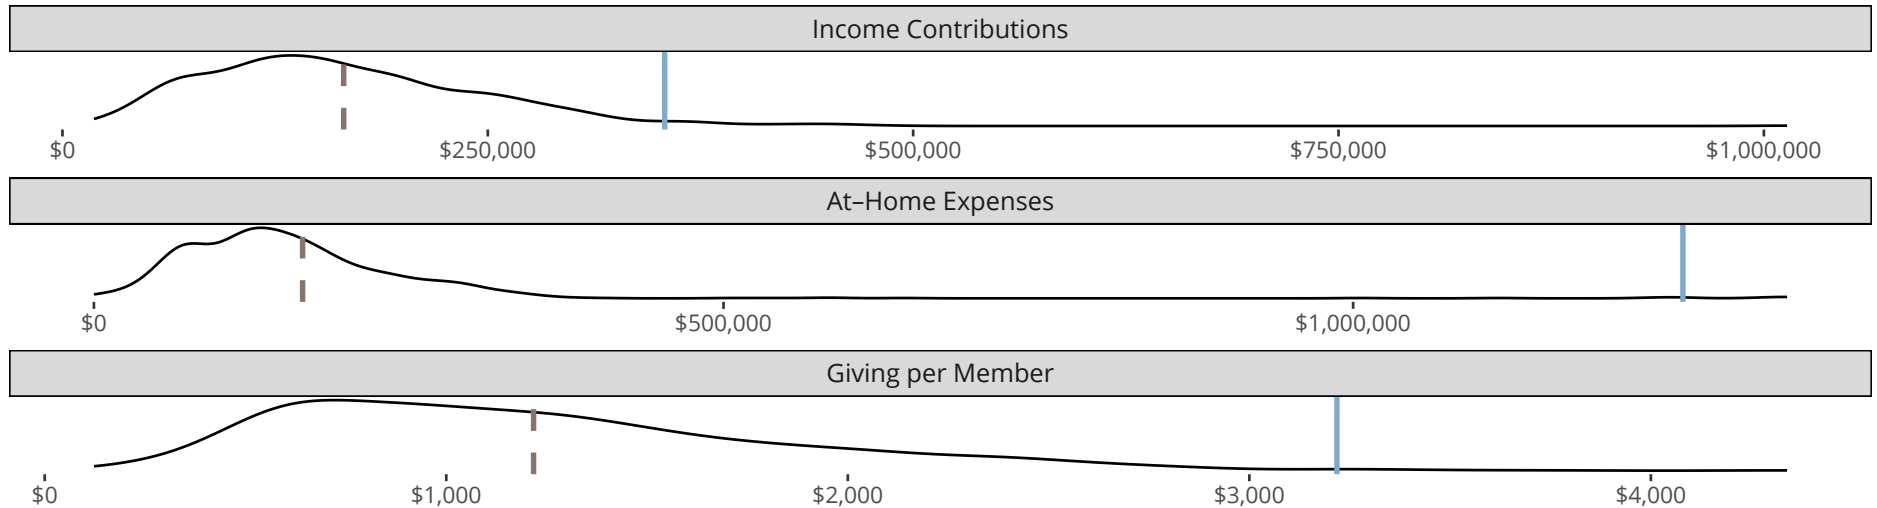 Income Contributions
$0 $250,000 $500,000 $750,000 $1,000,000
At–Home Expenses
$0 $500,000 $1,000,000
Giving per Member
$0 $1,000 $2,000 $3,000 $4,000